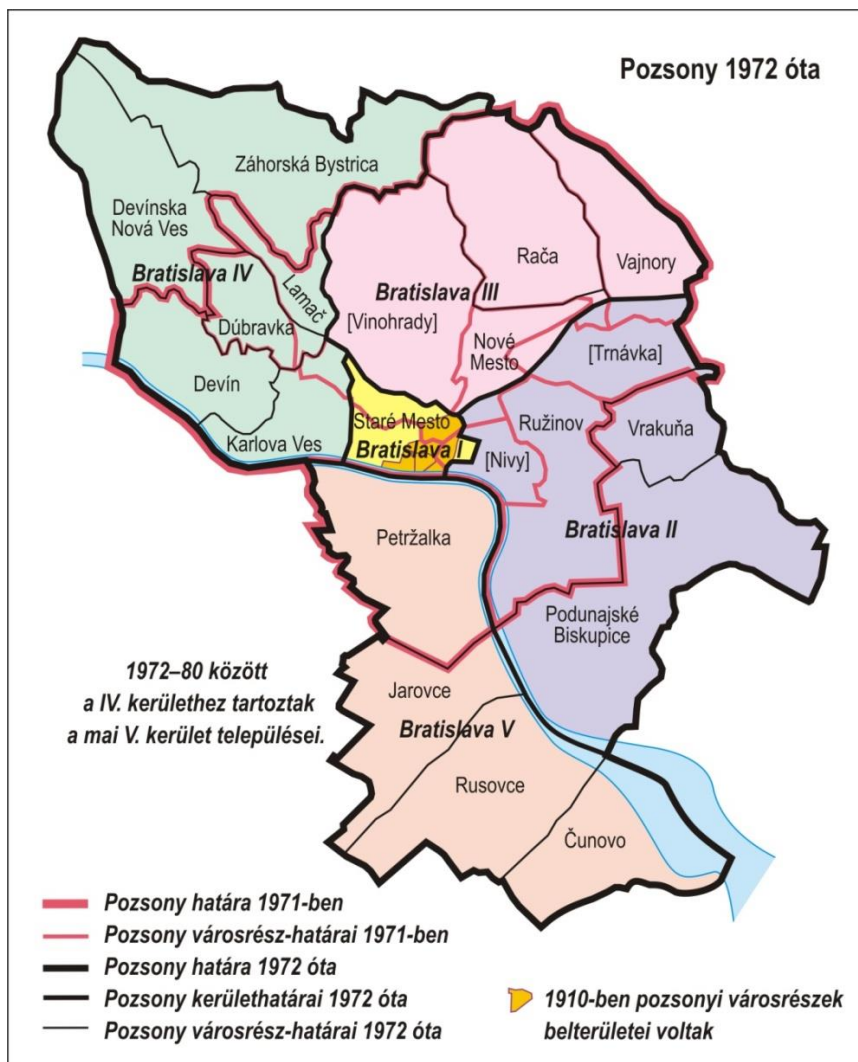 Pozsony 1972 óta
Záhorská Bystrica
Devínska
Nová Ves
Rača
Vajnory
Bratislava IV
Lamač
Bratislava III
[Vinohrady]
Dúbravka
Nové
Mesto
[Trnávka]
Devín
Staré Mesto
Ružinov
Vrakuňa
Karlova Ves
Bratislava I
[Nivy]
Petržalka
Bratislava II
Podunajské
Biskupice
1972–80 között
a IV. kerülethez tartoztak
a mai V. kerület települései.
Jarovce
Bratislava V
Rusovce
Čunovo
Pozsony határa 1971-ben
Pozsony városrész-határai 1971-ben
Pozsony határa 1972 óta
Pozsony kerülethatárai 1972 óta
Pozsony városrész-határai 1972 óta
1910-ben pozsonyi városrészek
belterületei voltak